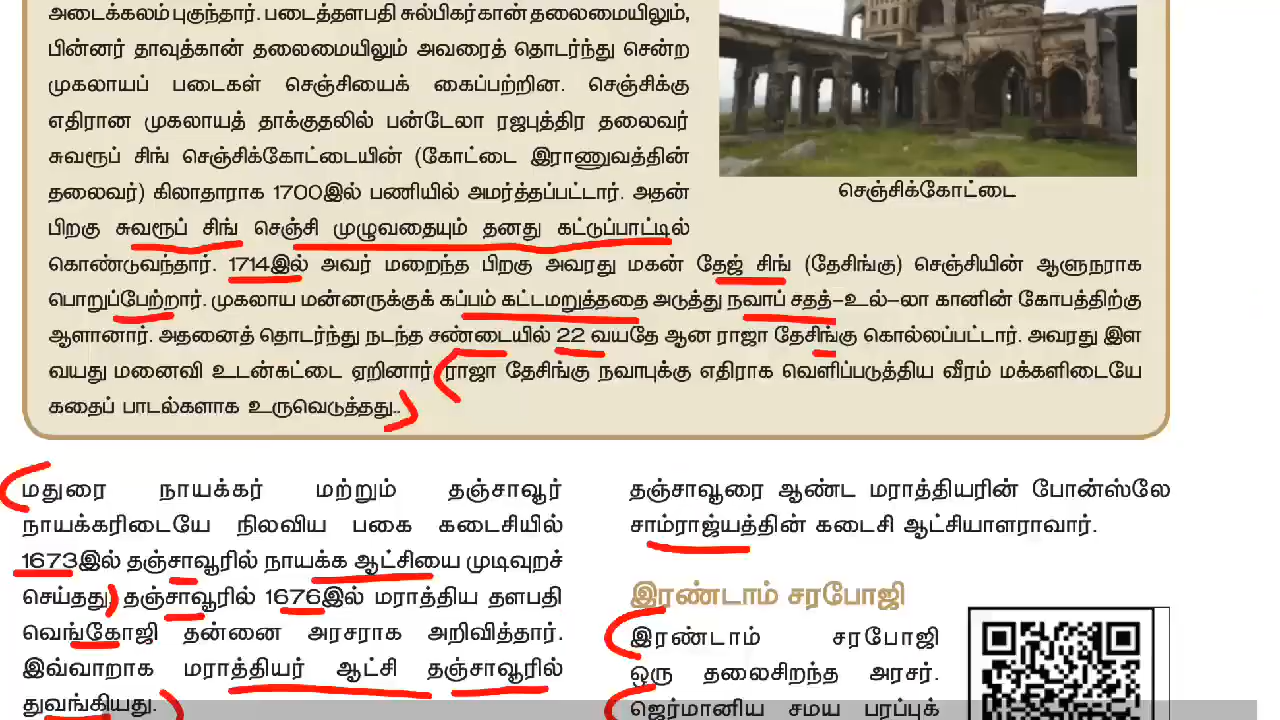 அடைக்கலம் புகுந்தார். படைத்தளபதி சுல்பிகர்கான் தலைமையிலும்,
பின்னர் தாவுத்கான் தலைமையிலும் அவரைத் தொடர்ந்து சென்ற
முகலாயப் படைகள் செஞ்சியைக் கைப்பற்றின. செஞ்சிக்கு
எதிரான முகலாயத் தாக்குதலில் பன்டேலா ரஜபுத்திர தலைவர்
சுவரூப் சிங் செஞ்சிக்கோட்டையின் (கோட்டை இராணுவத்தின்
தலைவர்) கிலாதாராக 1700இல் பணியில் அமர்த்தப்பட்டார். அதன்
பிறகு சுவரூப் சிங் செஞ்சி முழுவதையும் தனது கட்டுப்பாட்டில்
செஞ்சிக்கோட்டை
கொண்டுவந்தார். 1714இல் அவர் மறைந்த பிறகு அவரது மகன் தேஜ் சிங் (தேசிங்கு) செஞ்சியின் ஆளுநராக
பொறுப்பேற்றார். முகலாய மன்னருக்குக் கப்பம் கட்டமறுத்ததை அடுத்து நவாப் சதத்-உல்-லா கானின் கோபத்திற்கு
ஆளானார். அதனைத் தொடர்ந்து நடந்த சண்டையில் 22 வயதே ஆன ராஜா தேசிங்கு கொல்லப்பட்டார். அவரது இள
வயது மனைவி உடன்கட்டை ஏறினார். ராஜா தேசிங்கு நவாபுக்கு எதிராக வெளிப்படுத்திய வீரம் மக்களிடையே
கதைப் பாடல்களாக உருவெடுத்தது..
மதுரை நாயக்கர் மற்றும் தஞ்சாவூர்
நாயக்கரிடையே நிலவிய பகை கடைசியில்
1673இல் தஞ்சாவூரில் நாயக்க ஆட்சியை முடிவுறச்
செய்தது. தஞ்சாவூரில் 1676இல் மராத்திய தளபதி
வெங்கோஜி தன்னை அரசராக அறிவித்தார்.
இவ்வாறாக மராத்தியர் ஆட்சி தஞ்சாவூரில்
துவங்கியது.
தஞ்சாவூரை ஆண்ட மராத்தியரின் போன்ஸ்லே
சாம்ராஜ்யத்தின் கடைசி ஆட்சியாளராவார்.
இரண்டாம் சரபோஜி
இரண்டாம் சரபோஜி
ஒரு தலைசிறந்த அரசர்.
ஜெர்மானிய சமய பரப்புக்